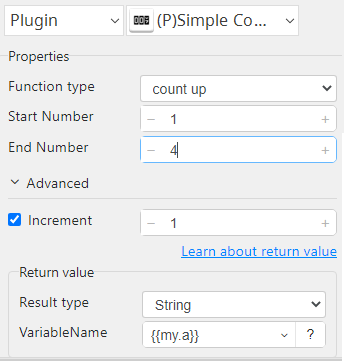 Plugin (P)Simple Co...
Properties
Function type count up
Start Number − 1 +
End Number − 4 +
Advanced
Increment − 1 +
Learn about return value
Return value
Result type String
VariableName {{my.a}} ?